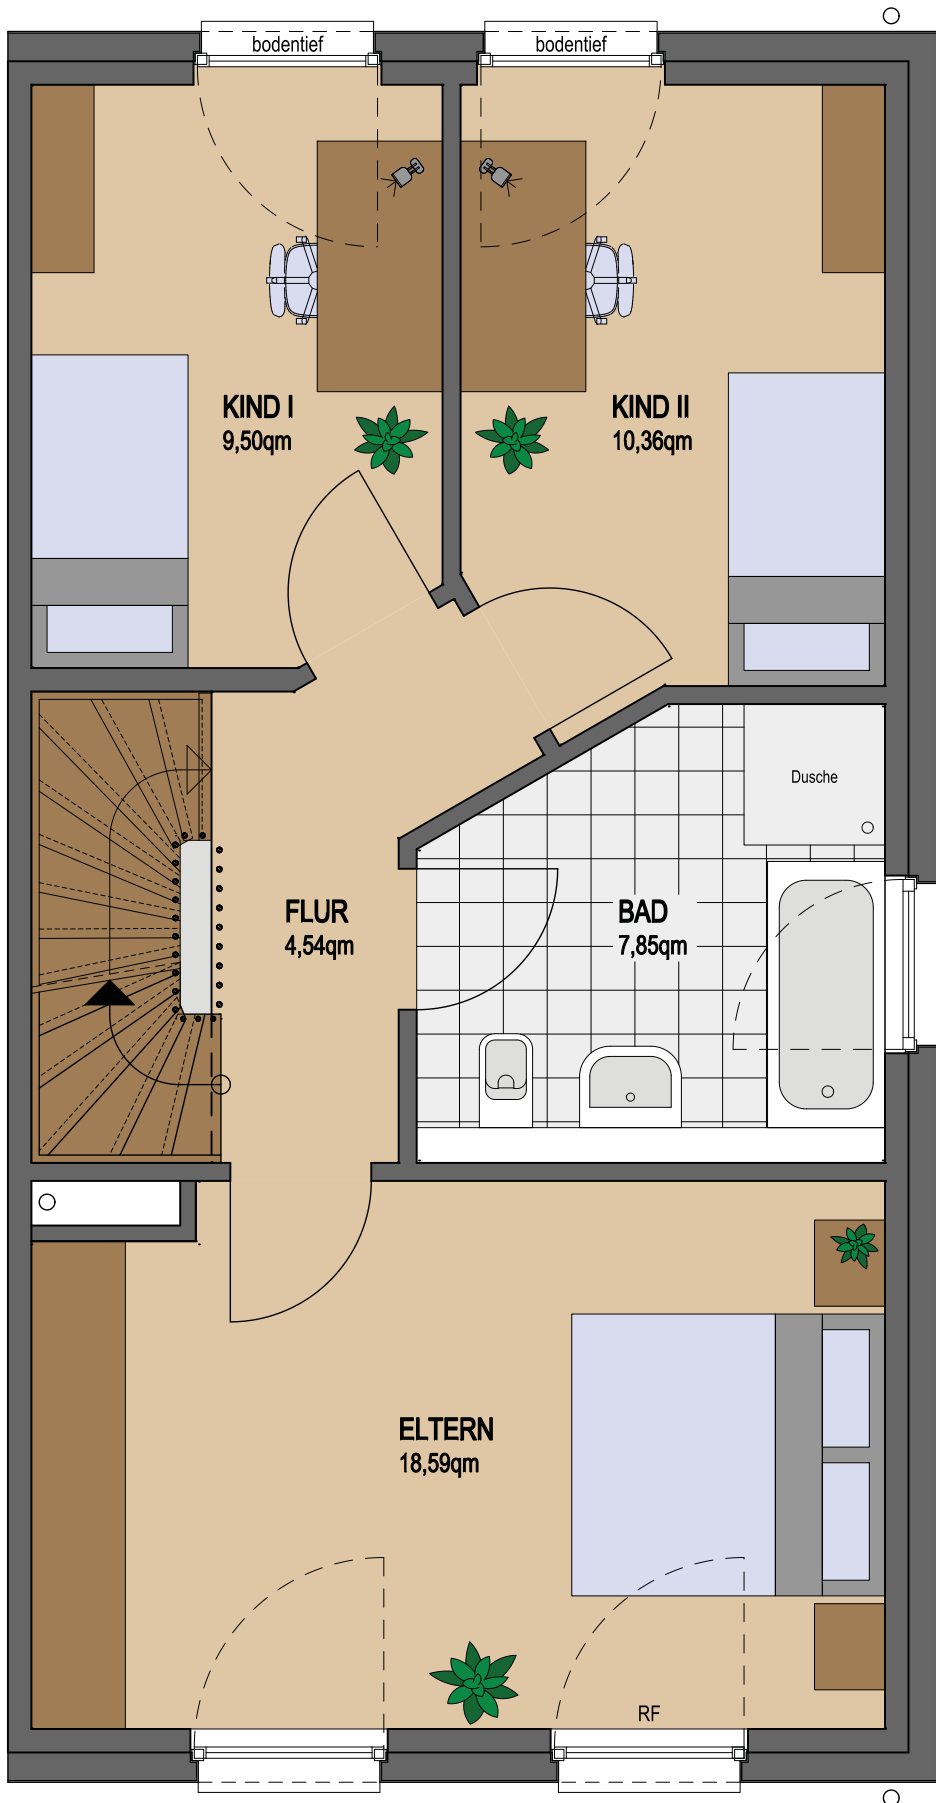 bodentief
bodentief
KIND I
9,50qm
KIND II
10,36qm
Dusche
FLUR
4,54qm
BAD
7,85qm
ELTERN
18,59qm
RF